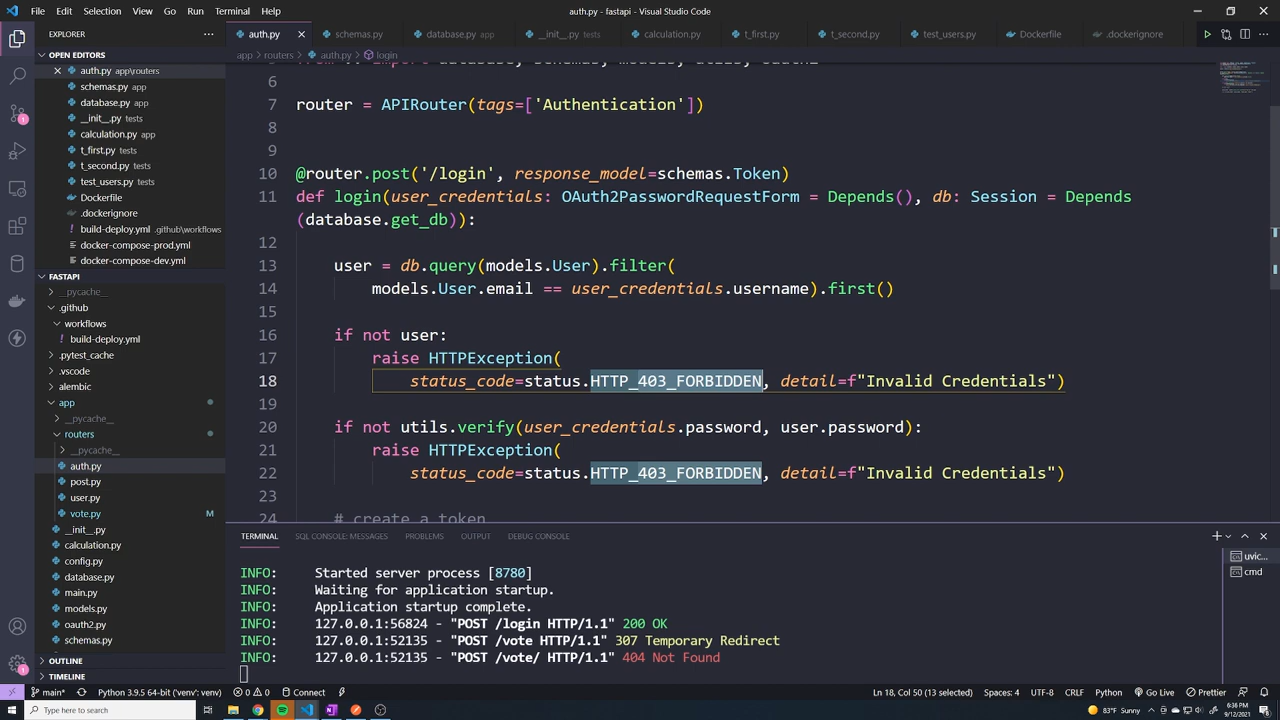 File Edit Selection View Go Run Terminal Help auth.py - fastapi - Visual Studio Code
EXPLORER
OPEN EDITORS
auth.py app\routers
schemas.py app
database.py app
__init__.py tests
calculation.py app
t_first.py tests
t_second.py tests
test_users.py tests
Dockerfile
.dockerignore
build-deploy.yml .github\workflows
docker-compose-prod.yml
docker-compose-dev.yml
FASTAPI
__pycache__
.github
workflows
build-deploy.yml
.pytest_cache
.vscode
alembic
app
__pycache__
routers
__pycache__
auth.py
post.py
user.py
vote.py M
__init__.py
calculation.py
config.py
database.py
main.py
models.py
oauth2.py
schemas.py
OUTLINE
TIMELINE
auth.py schemas.py database.py app __init__.py tests calculation.py t_first.py t_second.py test_users.py Dockerfile .dockerignore
app > routers > auth.py > login
6
7 router = APIRouter(tags=['Authentication'])
8
9
10 @router.post('/login', response_model=schemas.Token)
11 def login(user_credentials: OAuth2PasswordRequestForm = Depends(), db: Session = Depends
(database.get_db)):
12
13 user = db.query(models.User).filter(
14 models.User.email == user_credentials.username).first()
15
16 if not user:
17 raise HTTPException(
18 status_code=status.HTTP_403_FORBIDDEN, detail=f"Invalid Credentials")
19
20 if not utils.verify(user_credentials.password, user.password):
21 raise HTTPException(
22 status_code=status.HTTP_403_FORBIDDEN, detail=f"Invalid Credentials")
23
24 # create a token
TERMINAL SQL CONSOLE: MESSAGES PROBLEMS OUTPUT DEBUG CONSOLE
INFO: Started server process [8780]
INFO: Waiting for application startup.
INFO: Application startup complete.
INFO: 127.0.0.1:56824 - "POST /login HTTP/1.1" 200 OK
INFO: 127.0.0.1:52135 - "POST /vote HTTP/1.1" 307 Temporary Redirect
INFO: 127.0.0.1:52135 - "POST /vote/ HTTP/1.1" 404 Not Found
uvic...
cmd
main* Python 3.9.5 64-bit ('venv': venv) 0 0 Connect Ln 18, Col 50 (13 selected) Spaces: 4 UTF-8 CRLF Python Go Live Prettier
Type here to search 83°F Sunny 6:36 PM
9/12/2021